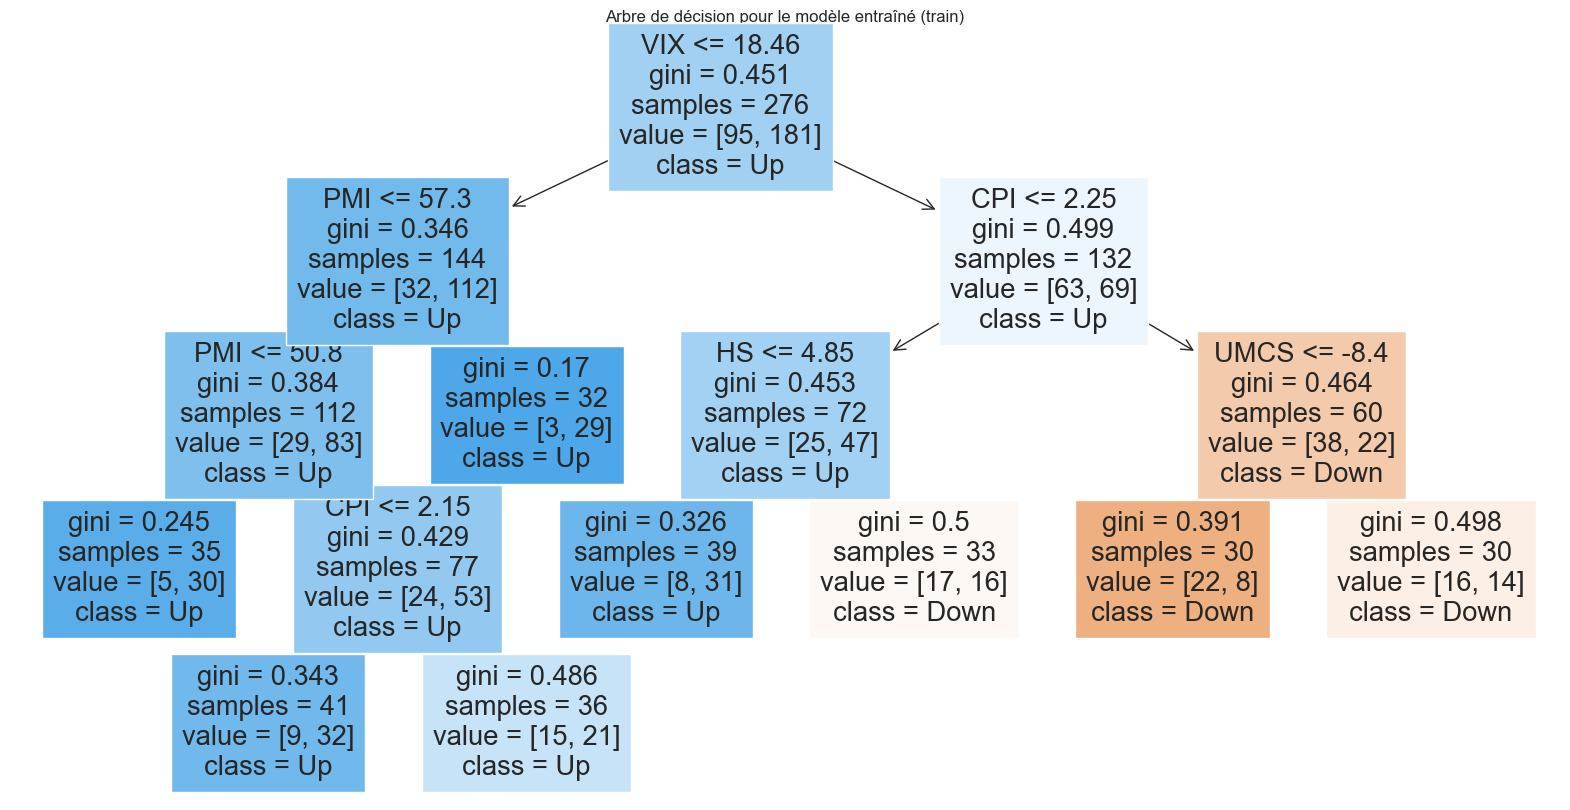 Arbre de décision pour le modèle entraîné (train)
VIX <= 18.46
gini = 0.451
samples = 276
value = [95, 181]
class = Up
PMI <= 57.3
gini = 0.346
samples = 144
value = [32, 112]
class = Up
CPI <= 2.25
gini = 0.499
samples = 132
value = [63, 69]
class = Up
PMI <= 50.8
gini = 0.384
samples = 112
value = [29, 83]
class = Up
gini = 0.17
samples = 32
value = [3, 29]
class = Up
HS <= 4.85
gini = 0.453
samples = 72
value = [25, 47]
class = Up
UMCS <= -8.4
gini = 0.464
samples = 60
value = [38, 22]
class = Down
gini = 0.245
samples = 35
value = [5, 30]
class = Up
CPI <= 2.15
gini = 0.429
samples = 77
value = [24, 53]
class = Up
gini = 0.326
samples = 39
value = [8, 31]
class = Up
gini = 0.5
samples = 33
value = [17, 16]
class = Down
gini = 0.391
samples = 30
value = [22, 8]
class = Down
gini = 0.498
samples = 30
value = [16, 14]
class = Down
gini = 0.343
samples = 41
value = [9, 32]
class = Up
gini = 0.486
samples = 36
value = [15, 21]
class = Up